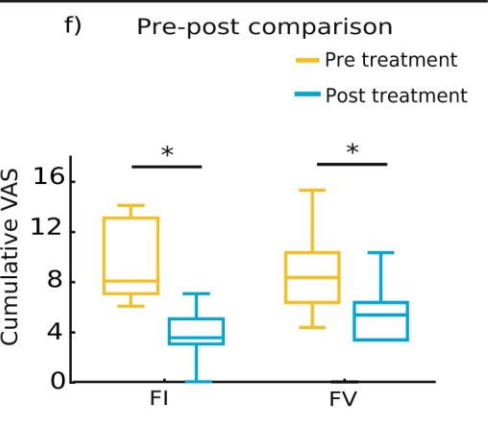 f) Pre-post comparison
Pre treatment
Post treatment
Cumulative VAS
16
12
8
4
0
* *
FI FV